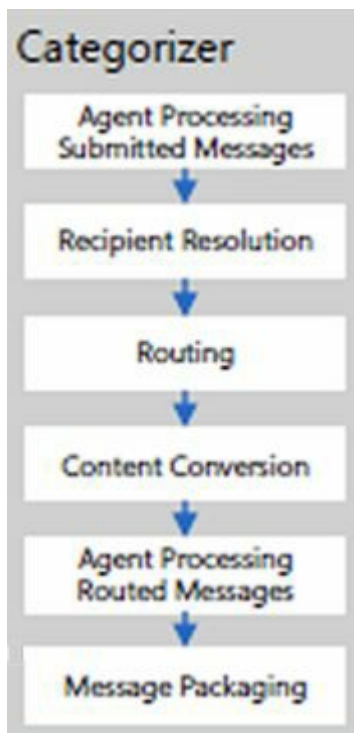 Categorizer
Agent Processing
Submitted Messages
Recipient Resolution
Routing
Content Conversion
Agent Processing
Routed Messages
Message Packaging